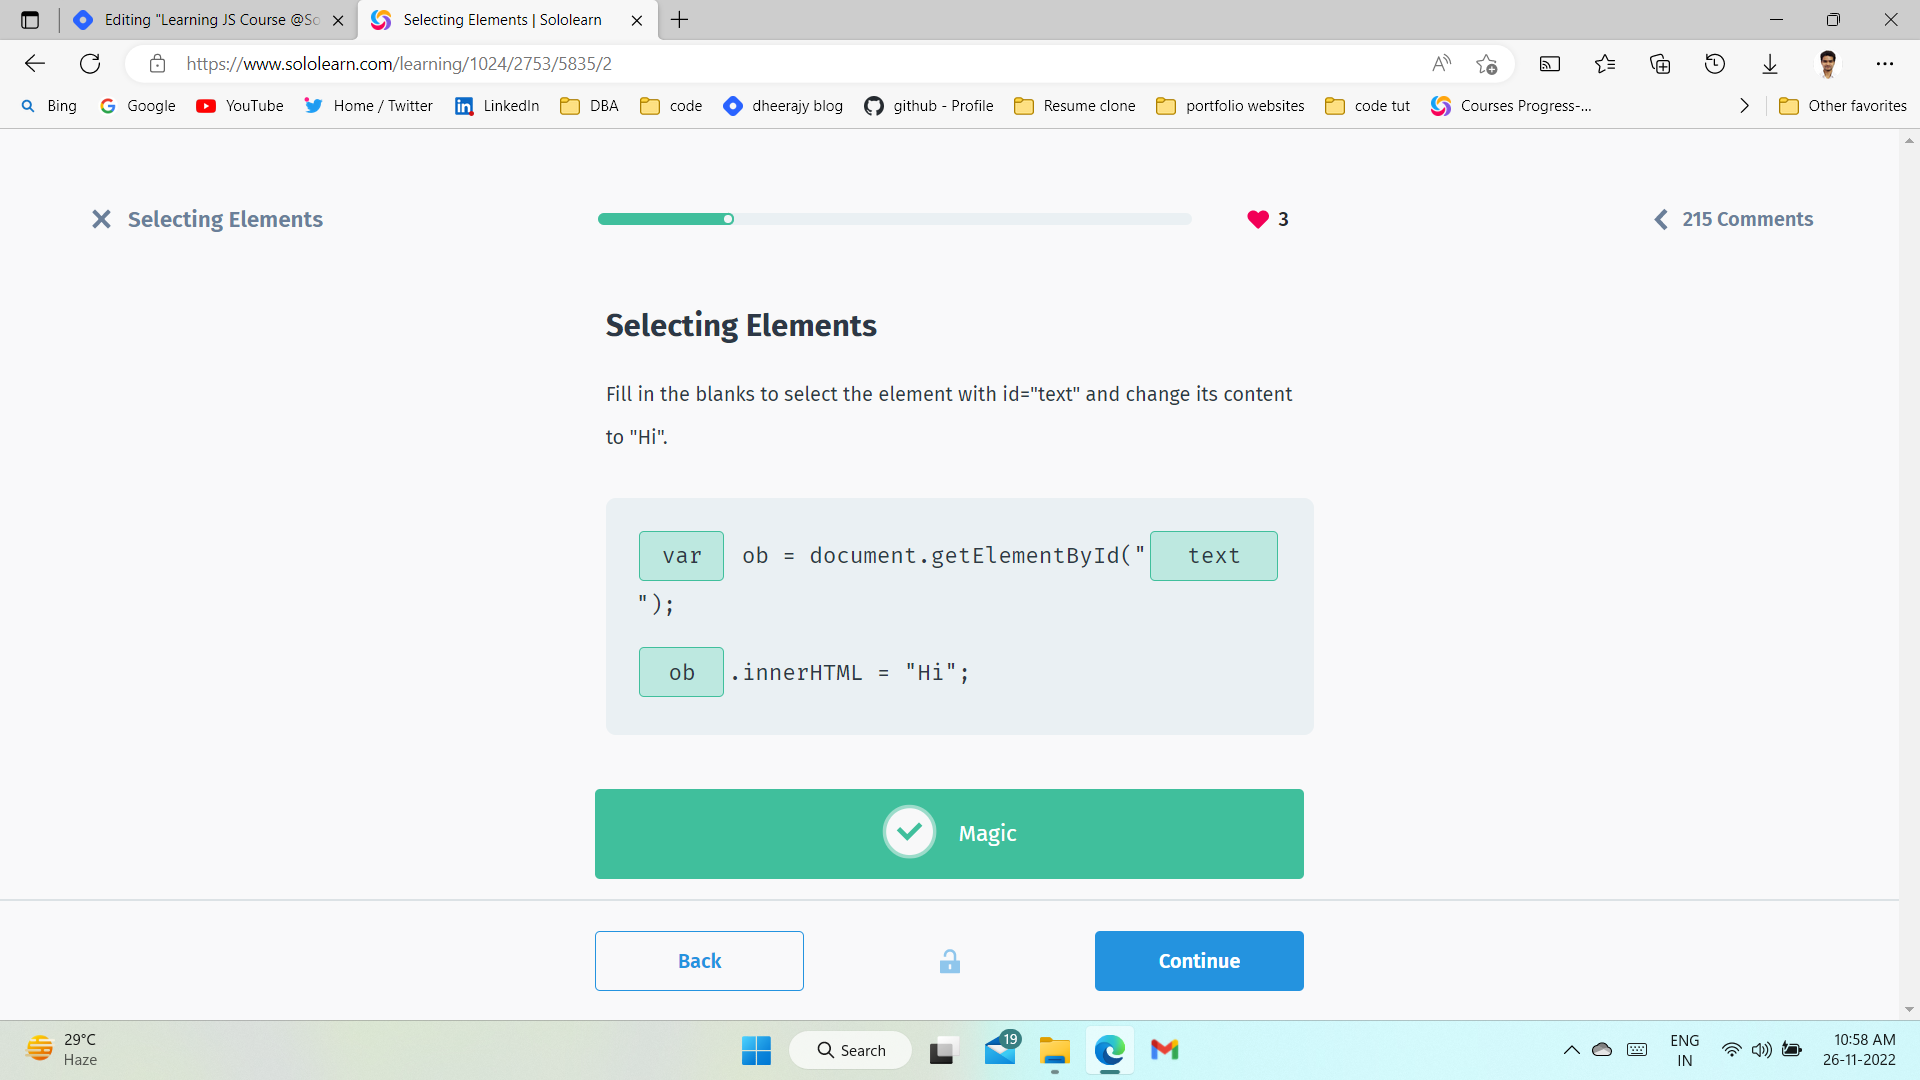 Editing "Learning JS Course @So
Selecting Elements | Sololearn
https://www.sololearn.com/learning/1024/2753/5835/2
Bing
Google
YouTube
Home / Twitter
LinkedIn
DBA
code
dheerajy blog
github - Profile
Resume clone
portfolio websites
code tut
Courses Progress-...
Other favorites
Selecting Elements
3
215 Comments
Selecting Elements
Fill in the blanks to select the element with id="text" and change its content
to "Hi".
var ob = document.getElementById(" text
");
ob .innerHTML = "Hi";
Magic
Back
Continue
29°C
Haze
Search
19
ENG
IN
10:58 AM
26-11-2022